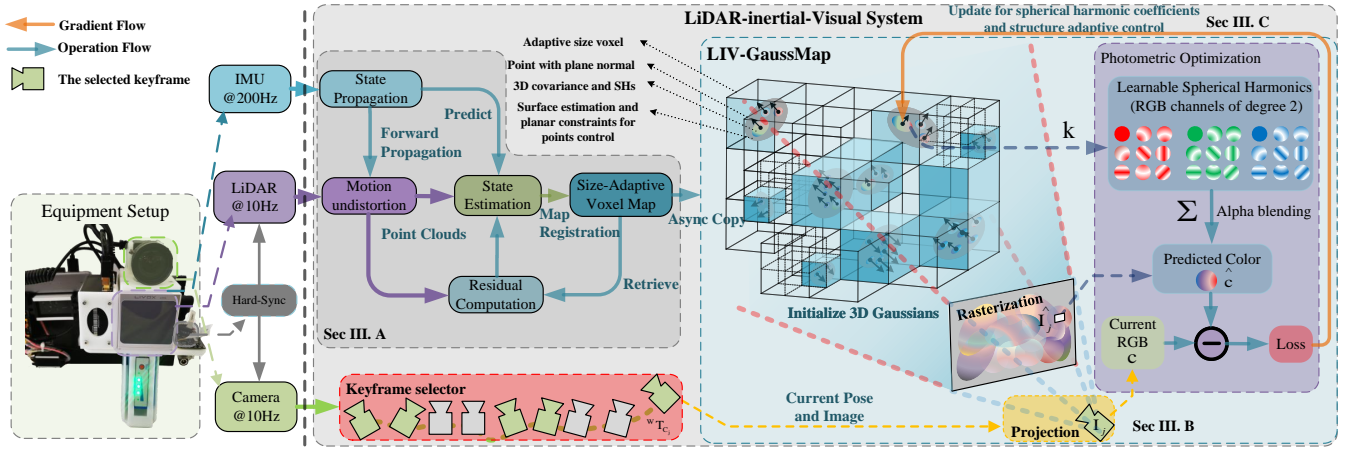 Gradient Flow
Operation Flow
The selected keyframe
Equipment Setup
IMU
@200Hz
LiDAR
@10Hz
Hard-Sync
Camera
@10Hz
LiDAR-inertial-Visual System
State
Propagation
Forward
Propagation
Predict
Motion
undistortion
State
Estimation
Size-Adaptive
Voxel Map
Point Clouds
Map
Registration
Residual
Computation
Retrieve
Sec III. A
Async Copy
Keyframe selector
wTCj
Adaptive size voxel
Point with plane normal
3D covariance and SHs
Surface estimation and
planar constraints for
points control
LIV-GaussMap
Update for spherical harmonic coefficients
and structure adaptive control
Sec III. C
Initialize 3D Gaussians
Rasterization
Îj
k
Photometric Optimization
Learnable Spherical Harmonics
(RGB channels of degree 2)
Σ
Alpha blending
Predicted Color
ĉ
Current
RGB
c
Loss
Current Pose
and Image
Projection
Ij
Sec III. B